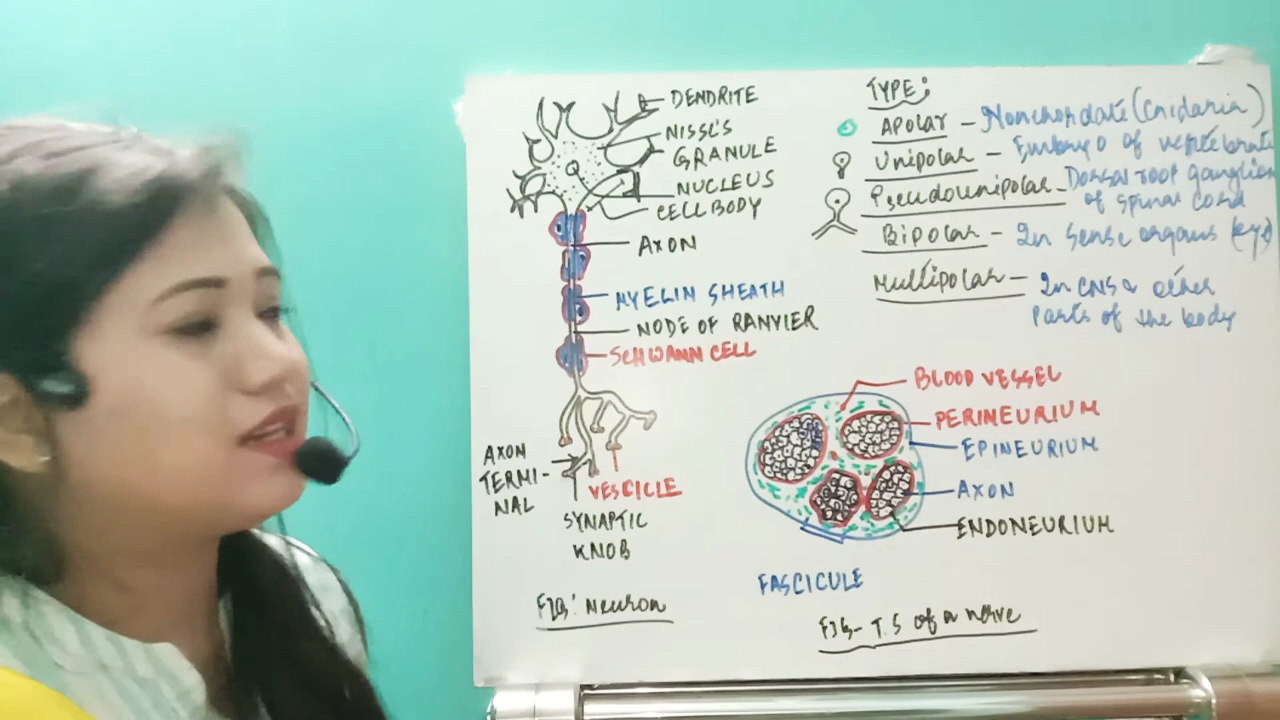 DENDRITE
NISSL'S
GRANULE
NUCLEUS
CELL BODY
AXON
MYELIN SHEATH
NODE OF RANVIER
SCHWANN CELL
AXON
TERMI-
NAL
VESCICLE
SYNAPTIC
KNOB
FIG: Neuron
TYPE:
Apolar - Nonchordate (Cnidaria)
Unipolar - Embryo of vertebrate
Pseudounipolar - Dorsal root ganglion
of spinal cord
Bipolar - In sense organs (eye)
Multipolar - In CNS & other
parts of the body
BLOOD VESSEL
PERINEURIUM
EPINEURIUM
AXON
ENDONEURIUM
FASCICULE
FIG- T.S of a nerve